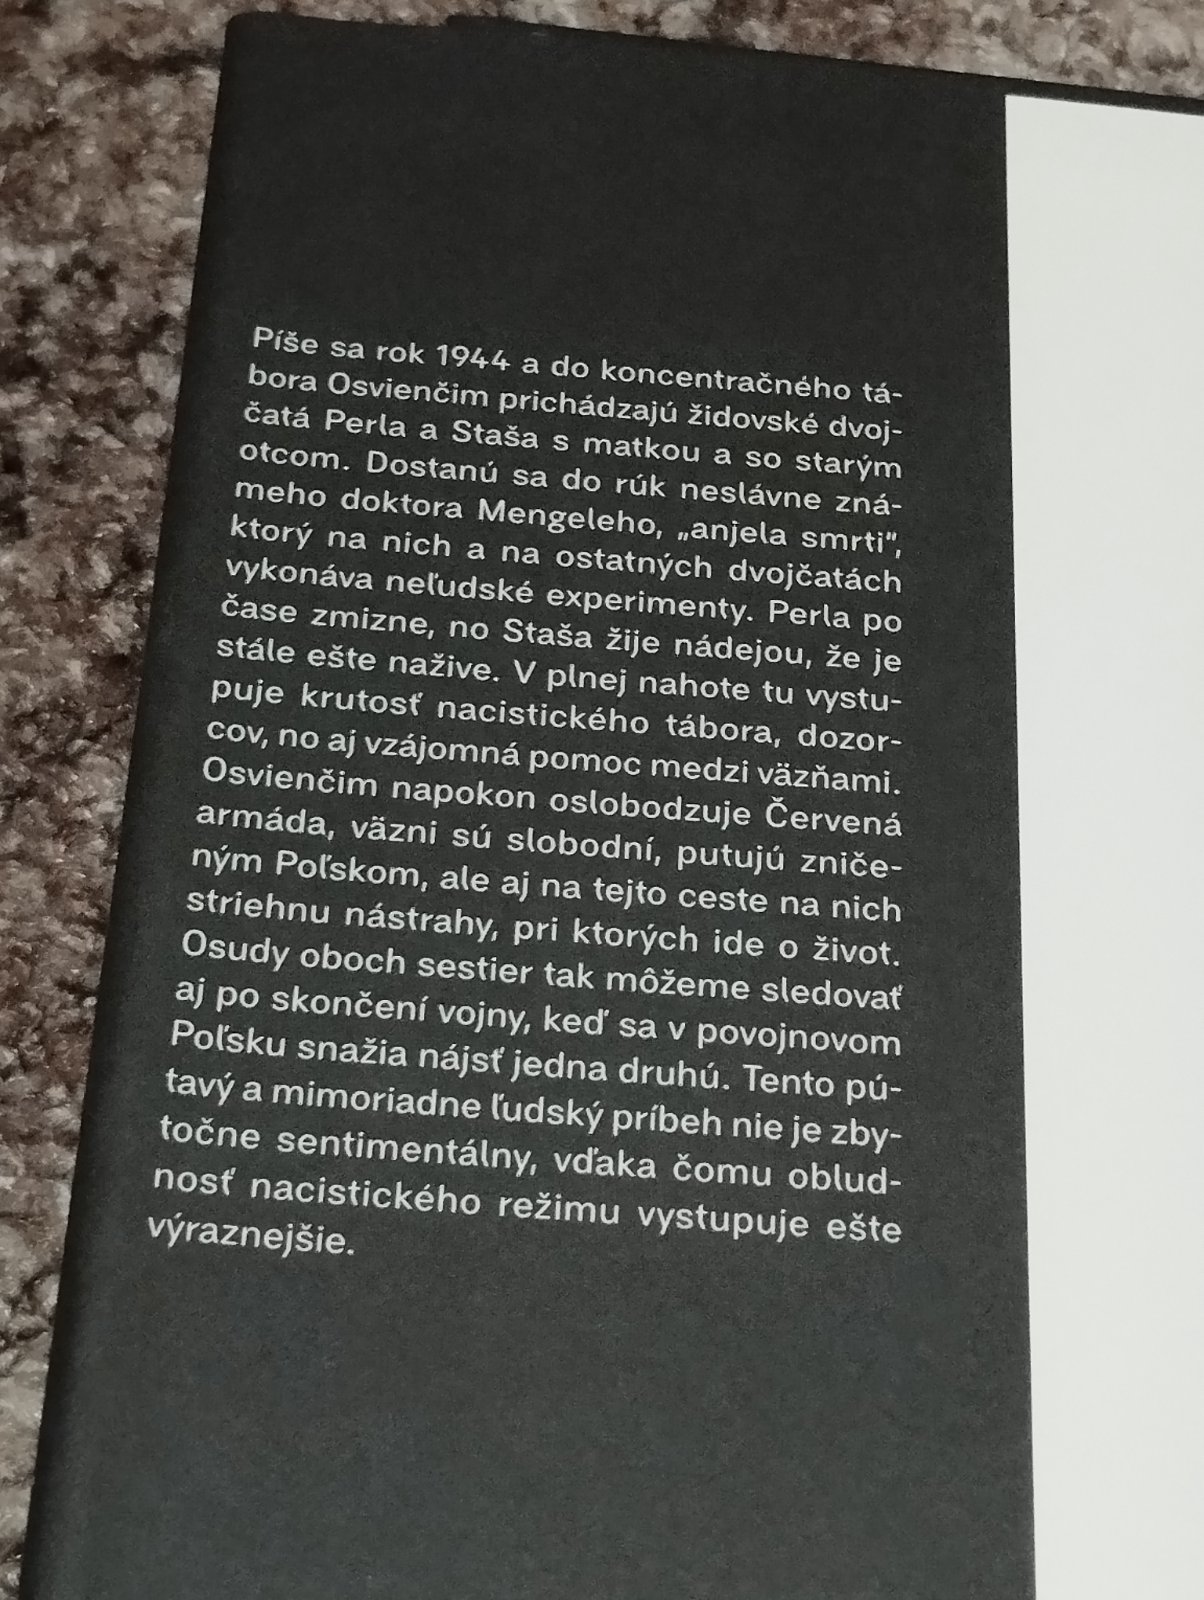 Píše sa rok 1944 a do koncentračného tá-
bora Osvienčim prichádzajú židovské dvoj-
čatá Perla a Staša s matkou a so starým
otcom. Dostanú sa do rúk neslávne zná-
meho doktora Mengeleho, „anjela smrti",
ktorý na nich a na ostatných dvojčatách
vykonáva neľudské experimenty. Perla po
čase zmizne, no Staša žije nádejou, že je
stále ešte nažive. V plnej nahote tu vystu-
puje krutosť nacistického tábora, dozor-
cov, no aj vzájomná pomoc medzi väzňami.
Osvienčim napokon oslobodzuje Červená
armáda, väzni sú slobodní, putujú zniče-
ným Poľskom, ale aj na tejto ceste na nich
striehnu nástrahy, pri ktorých ide o život.
Osudy oboch sestier tak môžeme sledovať
aj po skončení vojny, keď sa v povojnovom
Poľsku snažia nájsť jedna druhú. Tento pú-
tavý a mimoriadne ľudský príbeh nie je zby-
točne sentimentálny, vďaka čomu oblud-
nosť nacistického režimu vystupuje ešte
výraznejšie.